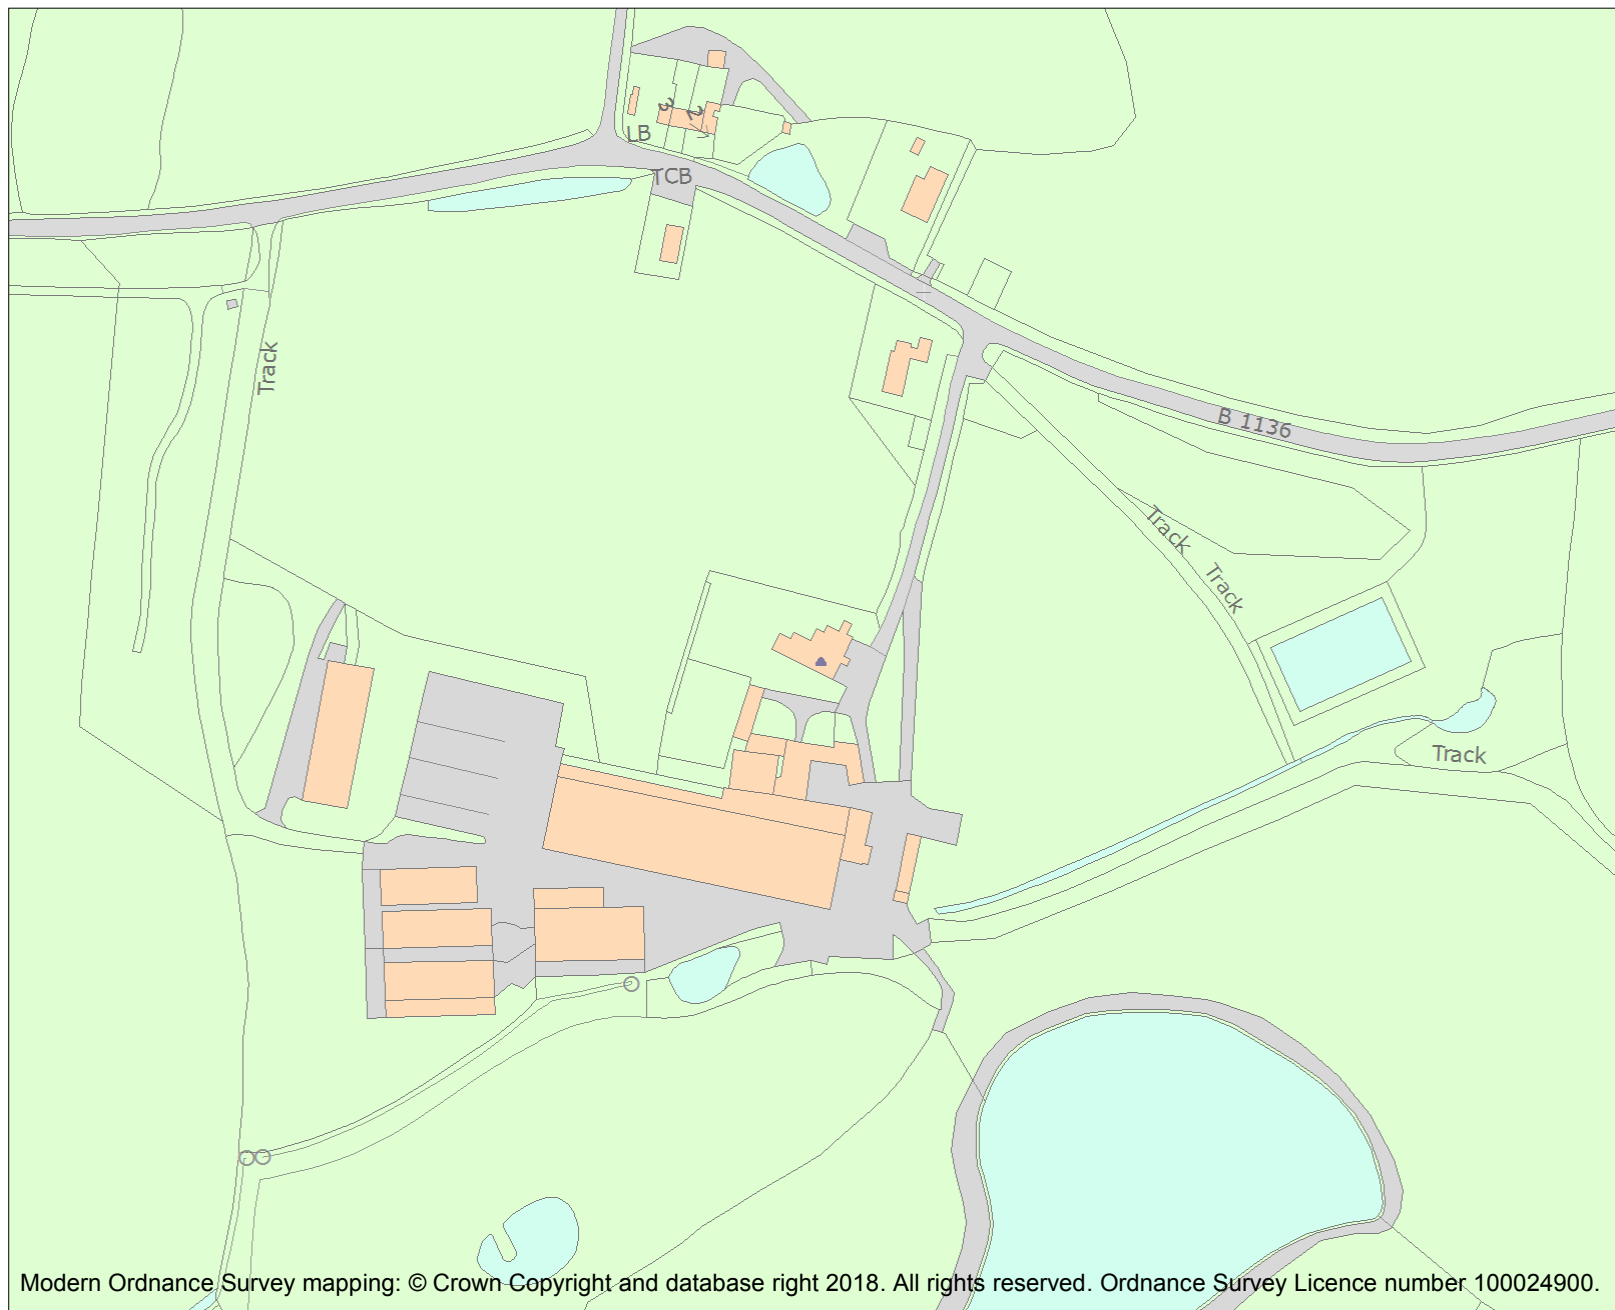 3
2
1
LB
TCB
Track
B 1136
Track
Track
Track
Modern Ordnance Survey mapping: © Crown Copyright and database right 2018. All rights reserved. Ordnance Survey Licence number 100024900.